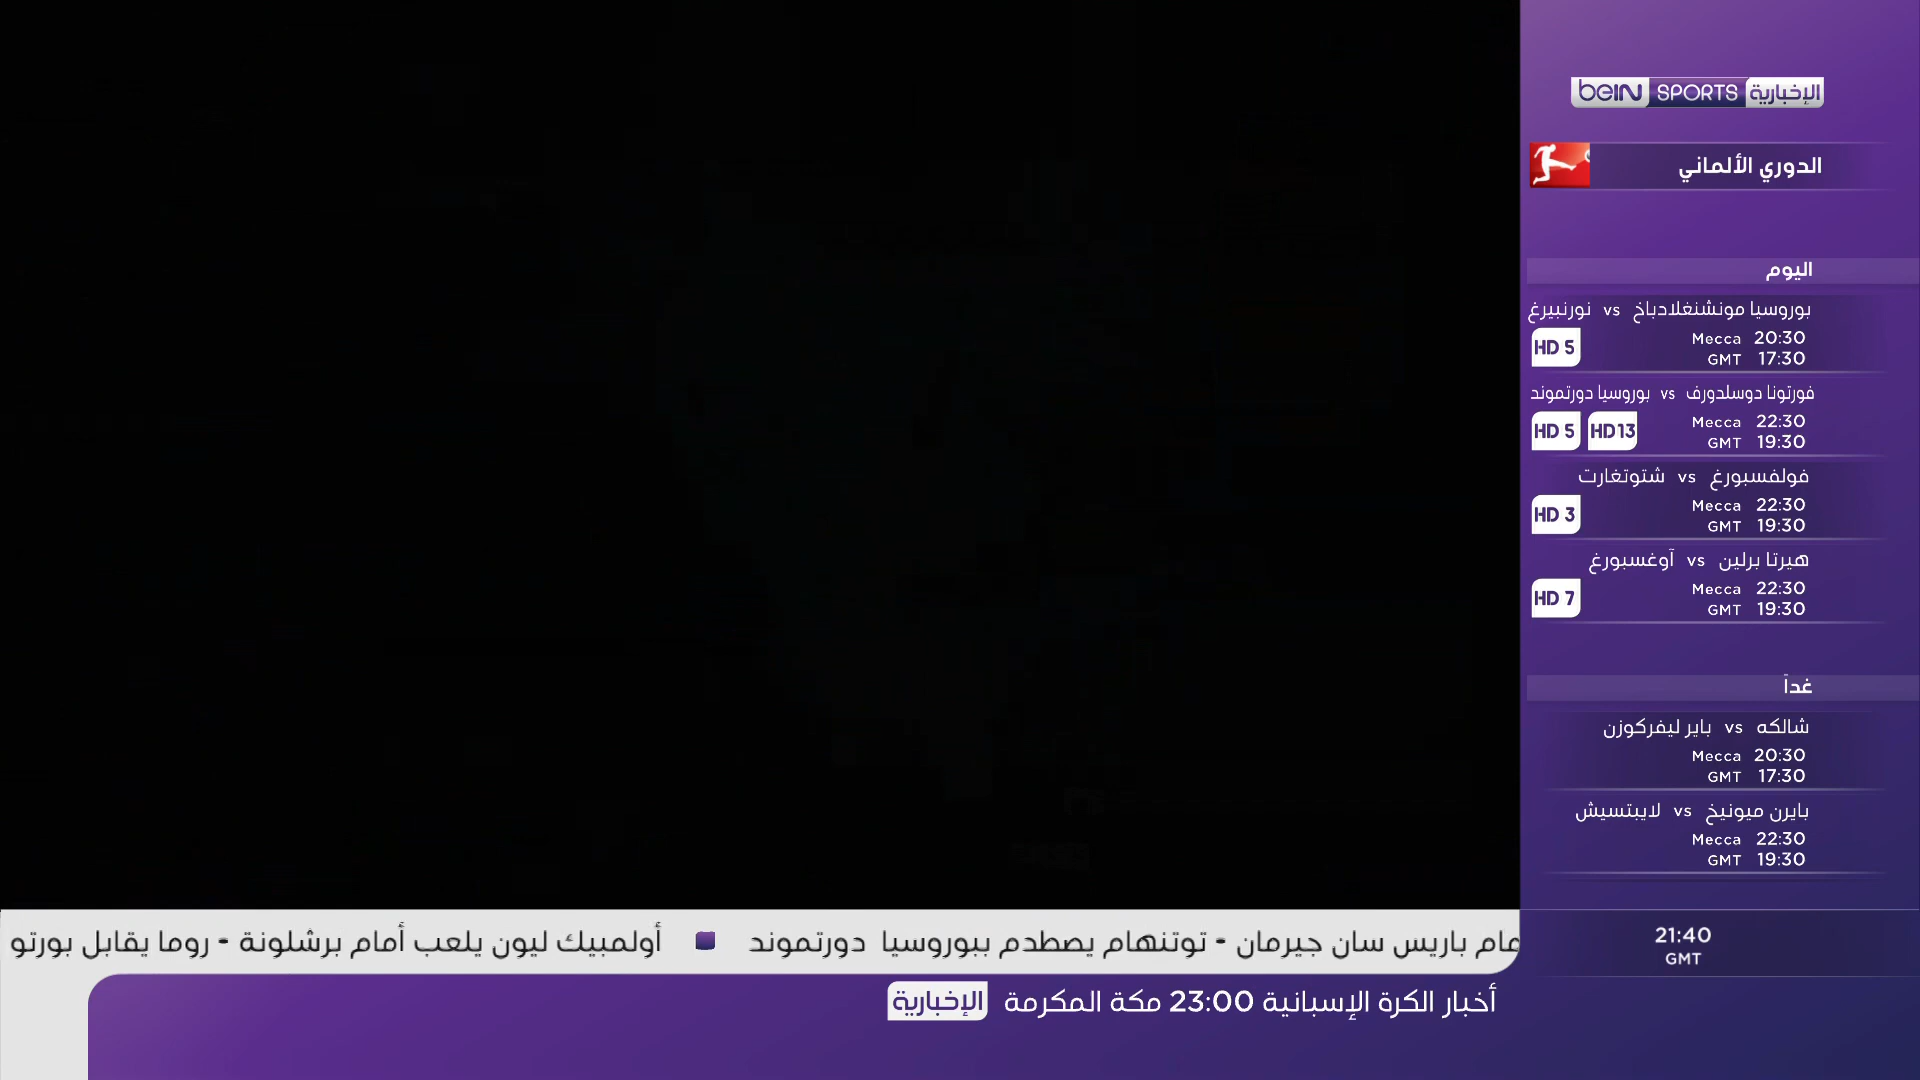 beIN SPORTS الإخبارية
الدوري الألماني
اليوم
بوروسيا مونشنغلادباخ vs نورنبيرغ
Mecca 20:30
GMT 17:30
HD 5
فورتونا دوسلدورف vs بوروسيا دورتموند
Mecca 22:30
GMT 19:30
HD 5 HD13
فولفسبورغ vs شتوتغارت
Mecca 22:30
GMT 19:30
HD 3
هيرتا برلين vs آوغسبورغ
Mecca 22:30
GMT 19:30
HD 7
غداً
شالكه vs باير ليفركوزن
Mecca 20:30
GMT 17:30
بايرن ميونيخ vs لايبتسيش
Mecca 22:30
GMT 19:30
باريس سان جيرمان - توتنهام يصطدم ببوروسيا دورتموند ■ أولمبيك ليون يلعب أمام برشلونة - روما يقابل بورتو
21:40
GMT
أخبار الكرة الإسبانية 23:00 مكة المكرمة الإخبارية